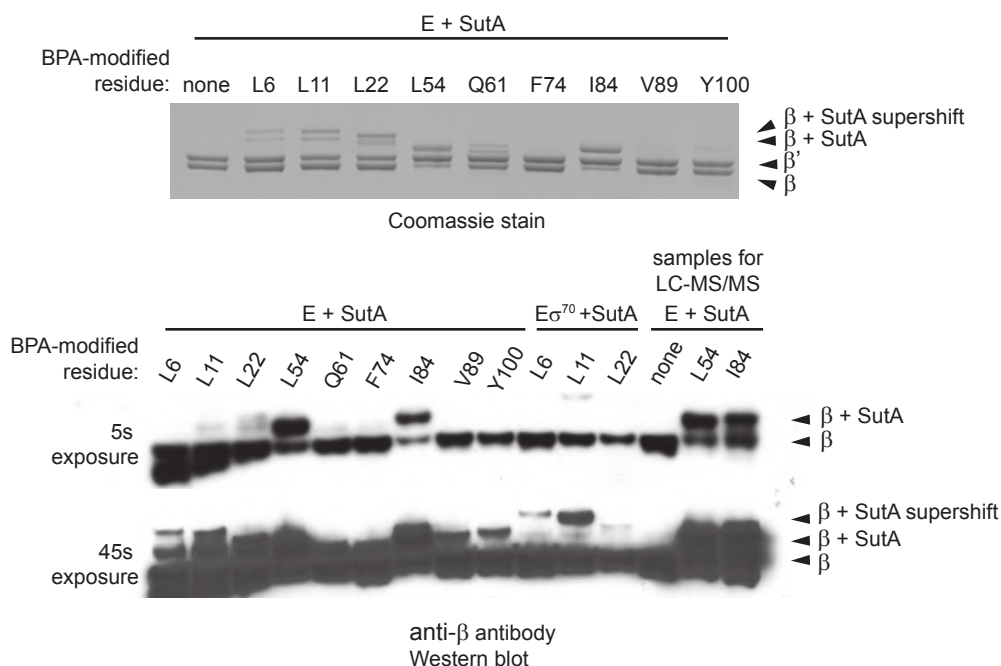 E + SutA
BPA-modified
residue: none L6 L11 L22 L54 Q61 F74 I84 V89 Y100
β + SutA supershift
β + SutA
β'
β
Coomassie stain
samples for
LC-MS/MS
E + SutA Eσ⁷⁰ +SutA E + SutA
BPA-modified
residue: L6 L11 L22 L54 Q61 F74 I84 V89 Y100 L6 L11 L22 none L54 I84
5s
exposure
β + SutA
β
45s
exposure
β + SutA supershift
β + SutA
β
anti-β antibody
Western blot